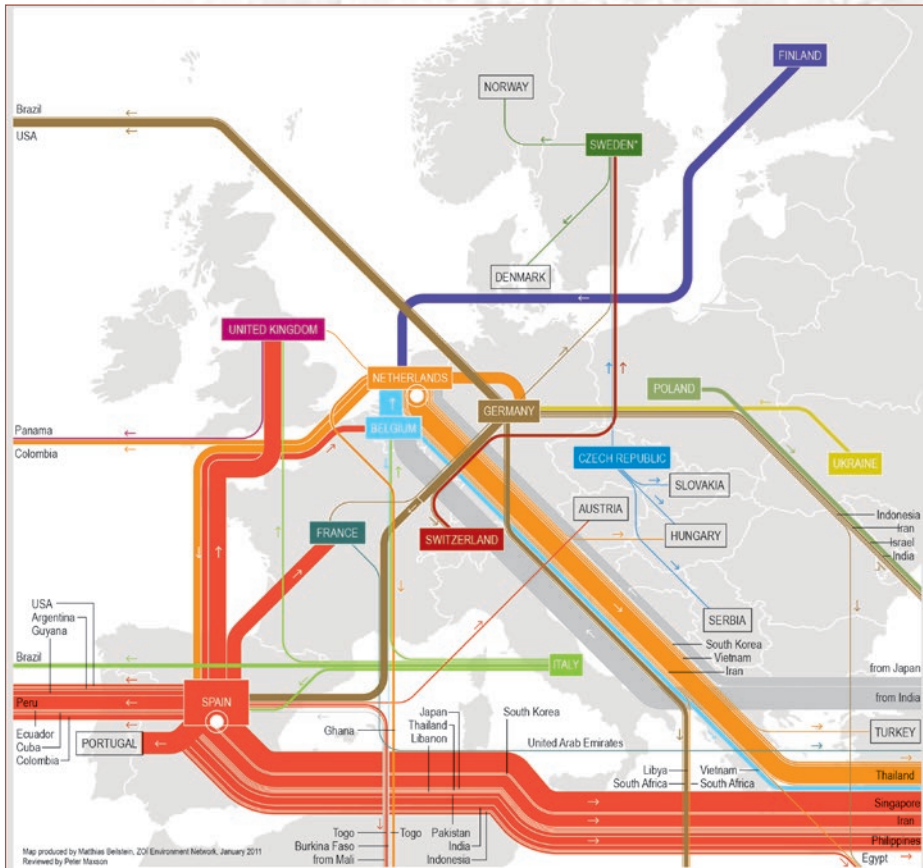 FINLAND
NORWAY
Brazil
USA
SWEDEN*
DENMARK
UNITED KINGDOM
NETHERLANDS
POLAND
GERMANY
BELGIUM
Panama
Colombia
CZECH REPUBLIC
UKRAINE
SLOVAKIA
AUSTRIA
Indonesia
Iran
Israel
India
FRANCE
SWITZERLAND
HUNGARY
USA
Argentina
Guyana
SERBIA
South Korea
Vietnam
Iran
Brazil
ITALY
from Japan
SPAIN
Peru
from India
Ecuador
Cuba
Colombia
PORTUGAL
Ghana
Japan
Thailand
Libanon
South Korea
United Arab Emirates
TURKEY
Libya
South Africa
Vietnam
South Africa
Thailand
Singapore
Iran
Philippines
Egypt
Togo
Burkina Faso
from Mali
Togo
Pakistan
India
Indonesia
Map produced by Matthias Beilstein, ZOÏ Environment Network, January 2011
Reviewed by Peter Maxson